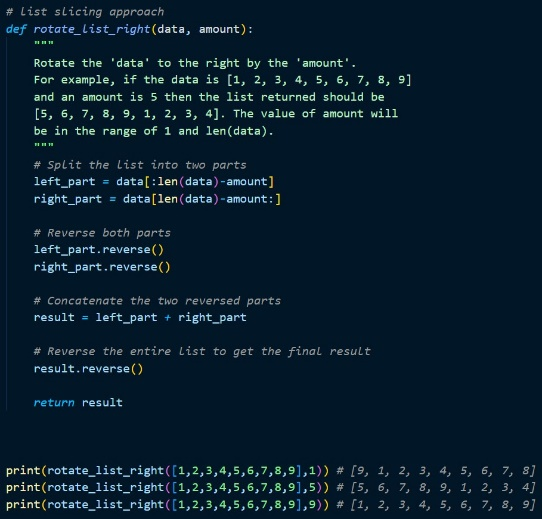 # List slicing approach
def rotate_list_right(data, amount):
    """
    Rotate the 'data' to the right by the 'amount'.
    For example, if the data is [1, 2, 3, 4, 5, 6, 7, 8, 9]
    and an amount is 5 then the list returned should be
    [5, 6, 7, 8, 9, 1, 2, 3, 4]. The value of amount will
    be in the range of 1 and len(data).
    """
    # Split the list into two parts
    left_part = data[:len(data)-amount]
    right_part = data[len(data)-amount:]

    # Reverse both parts
    left_part.reverse()
    right_part.reverse()

    # Concatenate the two reversed parts
    result = left_part + right_part

    # Reverse the entire list to get the final result
    result.reverse()

    return result

print(rotate_list_right([1,2,3,4,5,6,7,8,9],1)) # [9, 1, 2, 3, 4, 5, 6, 7, 8]
print(rotate_list_right([1,2,3,4,5,6,7,8,9],5)) # [5, 6, 7, 8, 9, 1, 2, 3, 4]
print(rotate_list_right([1,2,3,4,5,6,7,8,9],9)) # [1, 2, 3, 4, 5, 6, 7, 8, 9]